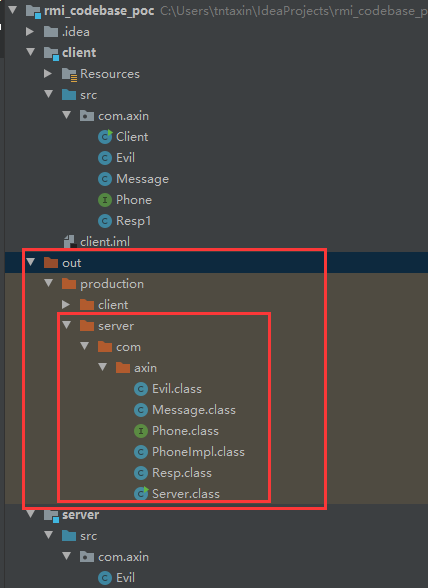 rmi_codebase_poc C:\Users\tntaxin\IdeaProjects\rmi_codebase_p
.idea
client
Resources
src
com.axin
Client
Evil
Message
Phone
Resp1
client.iml
out
production
client
server
com
axin
Evil.class
Message.class
Phone.class
PhoneImpl.class
Resp.class
Server.class
server
src
com.axin
Evil